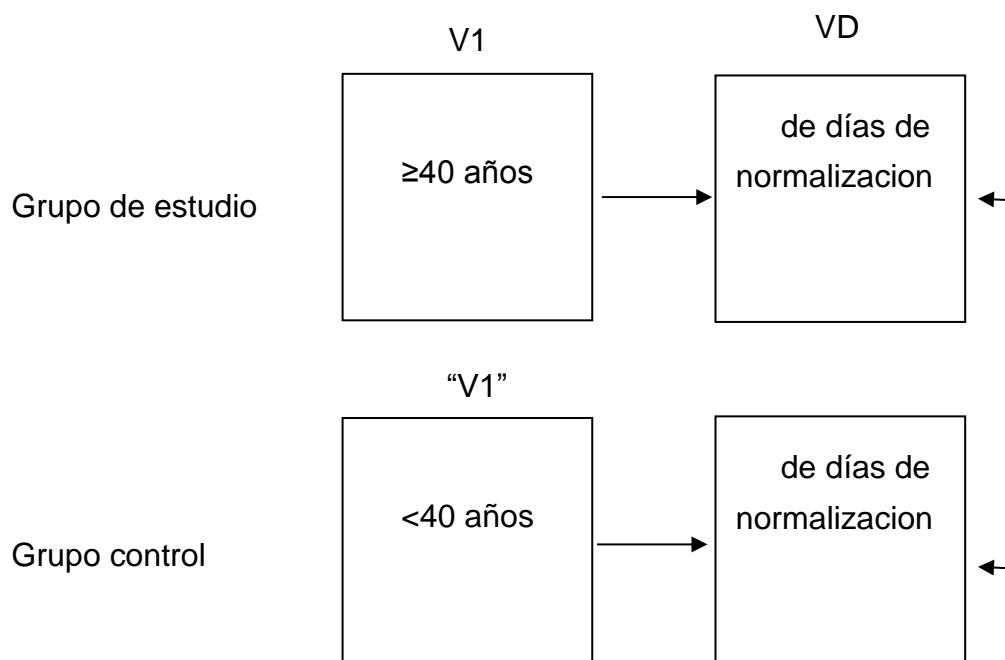 V1
VD
≥40 años
de días de
normalizacion
Grupo de estudio
“V1”
<40 años
de días de
normalizacion
Grupo control